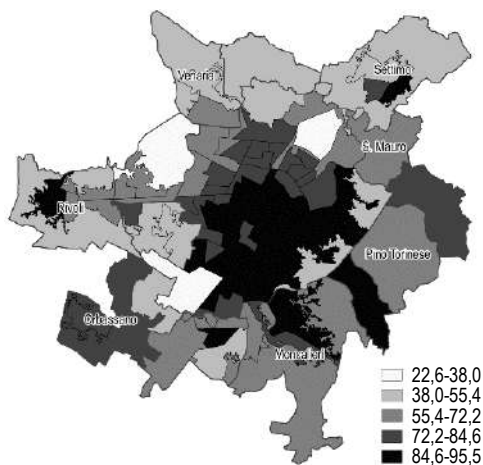 Venaria
Settimo
S. Mauro
Rivoli
Pino Torinese
Orbassano
Moncalieri
22,6-38,0
38,0-55,4
55,4-72,2
72,2-84,6
84,6-95,5